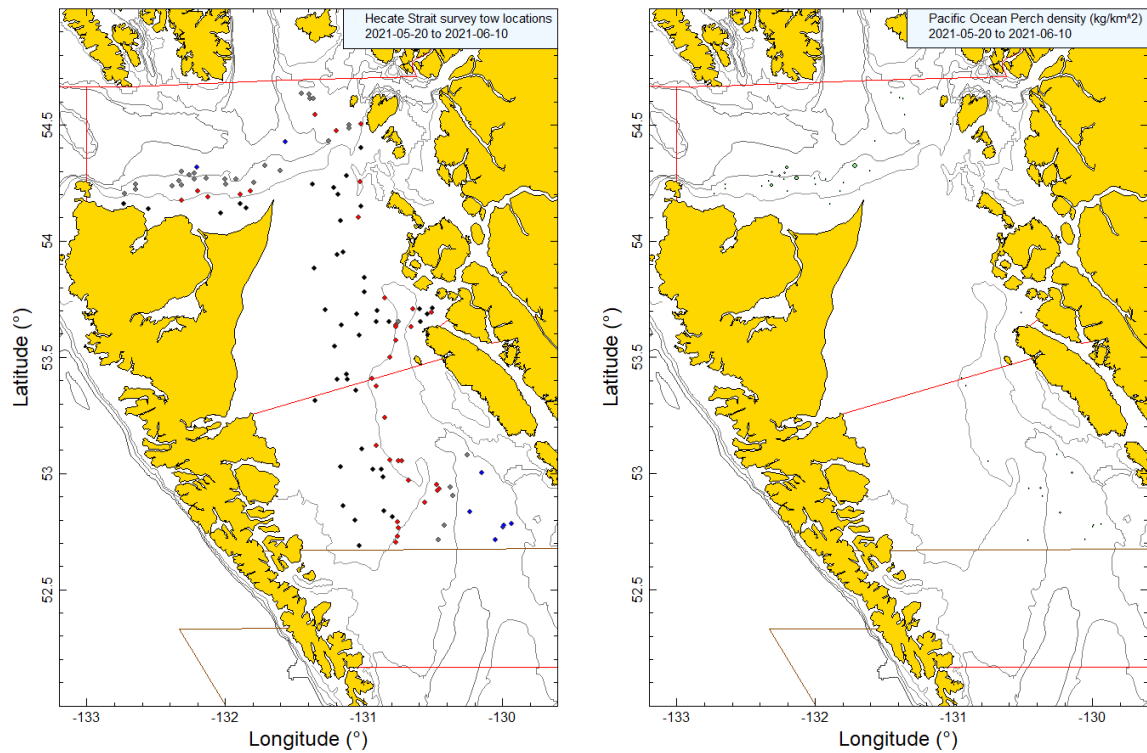 Hecate Strait survey tow locations
2021-05-20 to 2021-06-10
54.5
54
53.5
53
52.5
Latitude (°)
-133
-132
-131
-130
Longitude (°)
Pacific Ocean Perch density (kg/km^2)
2021-05-20 to 2021-06-10
54.5
54
53.5
53
52.5
Latitude (°)
-133
-132
-131
-130
Longitude (°)